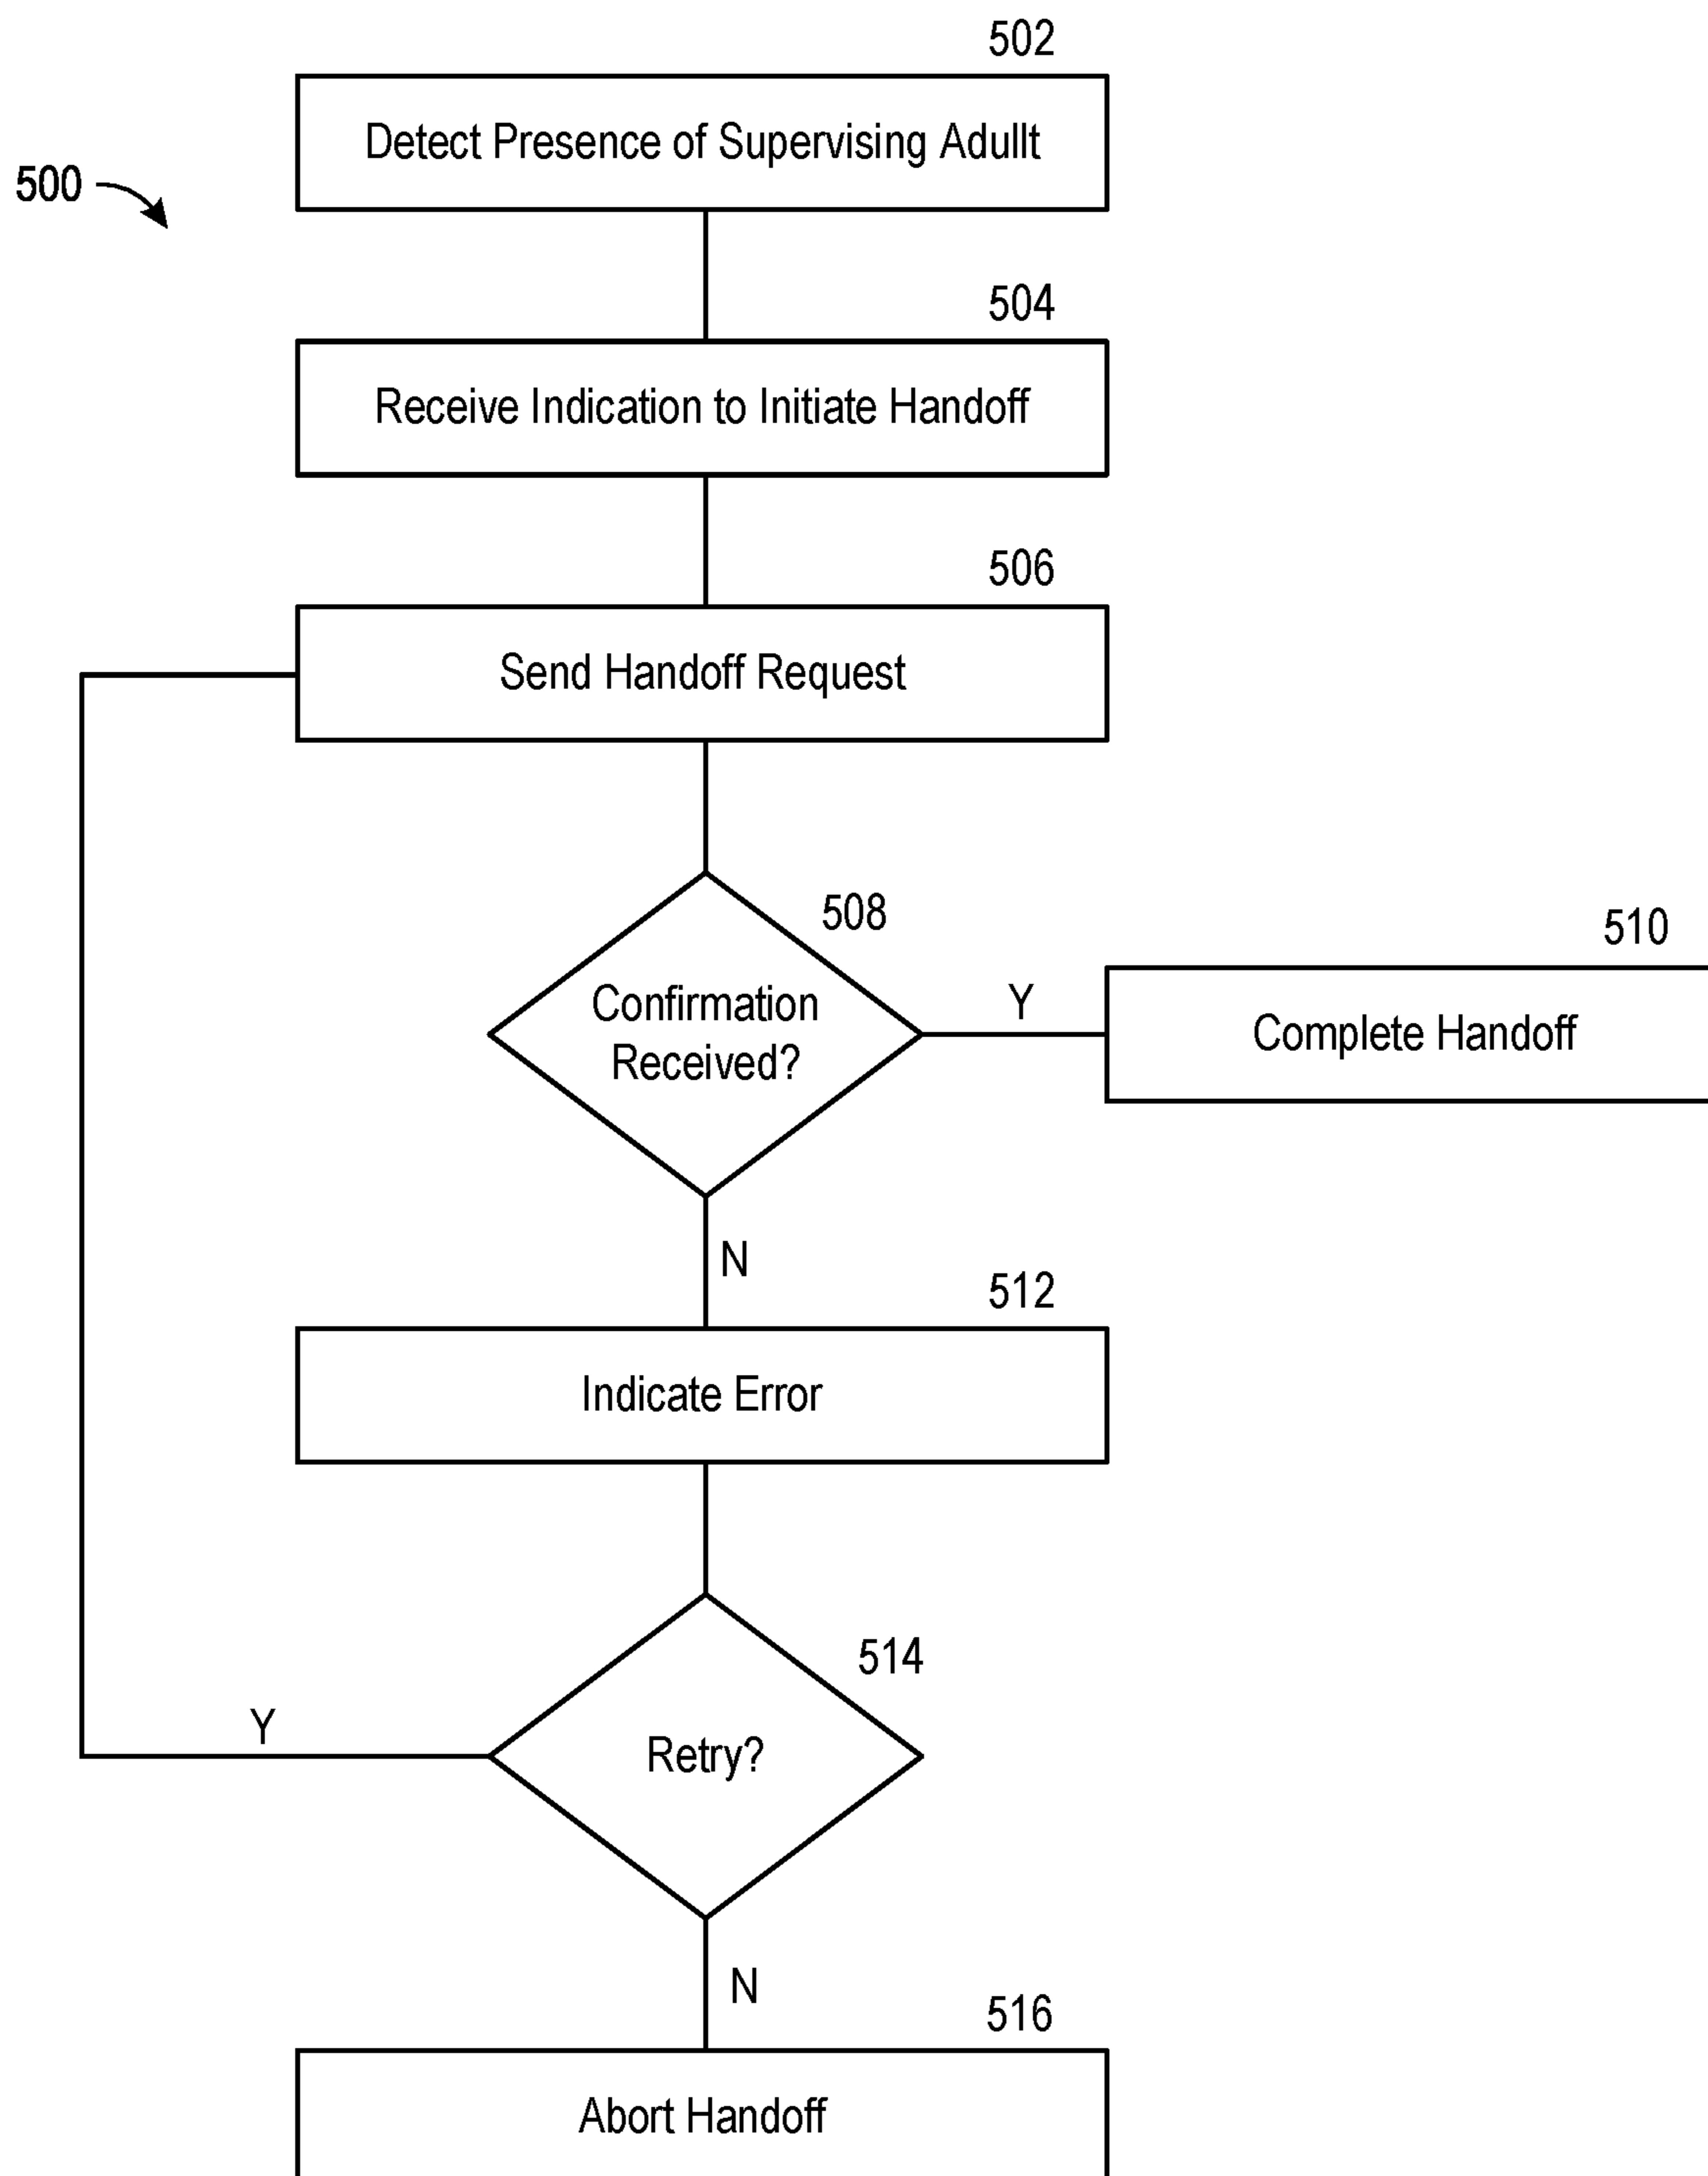 502
Detect Presence of Supervising Adullt
500
504
Receive Indication to Initiate Handoff
506
Send Handoff Request
508
Confirmation
Received?
Y
510
Complete Handoff
N
512
Indicate Error
514
Retry?
Y
N
516
Abort Handoff